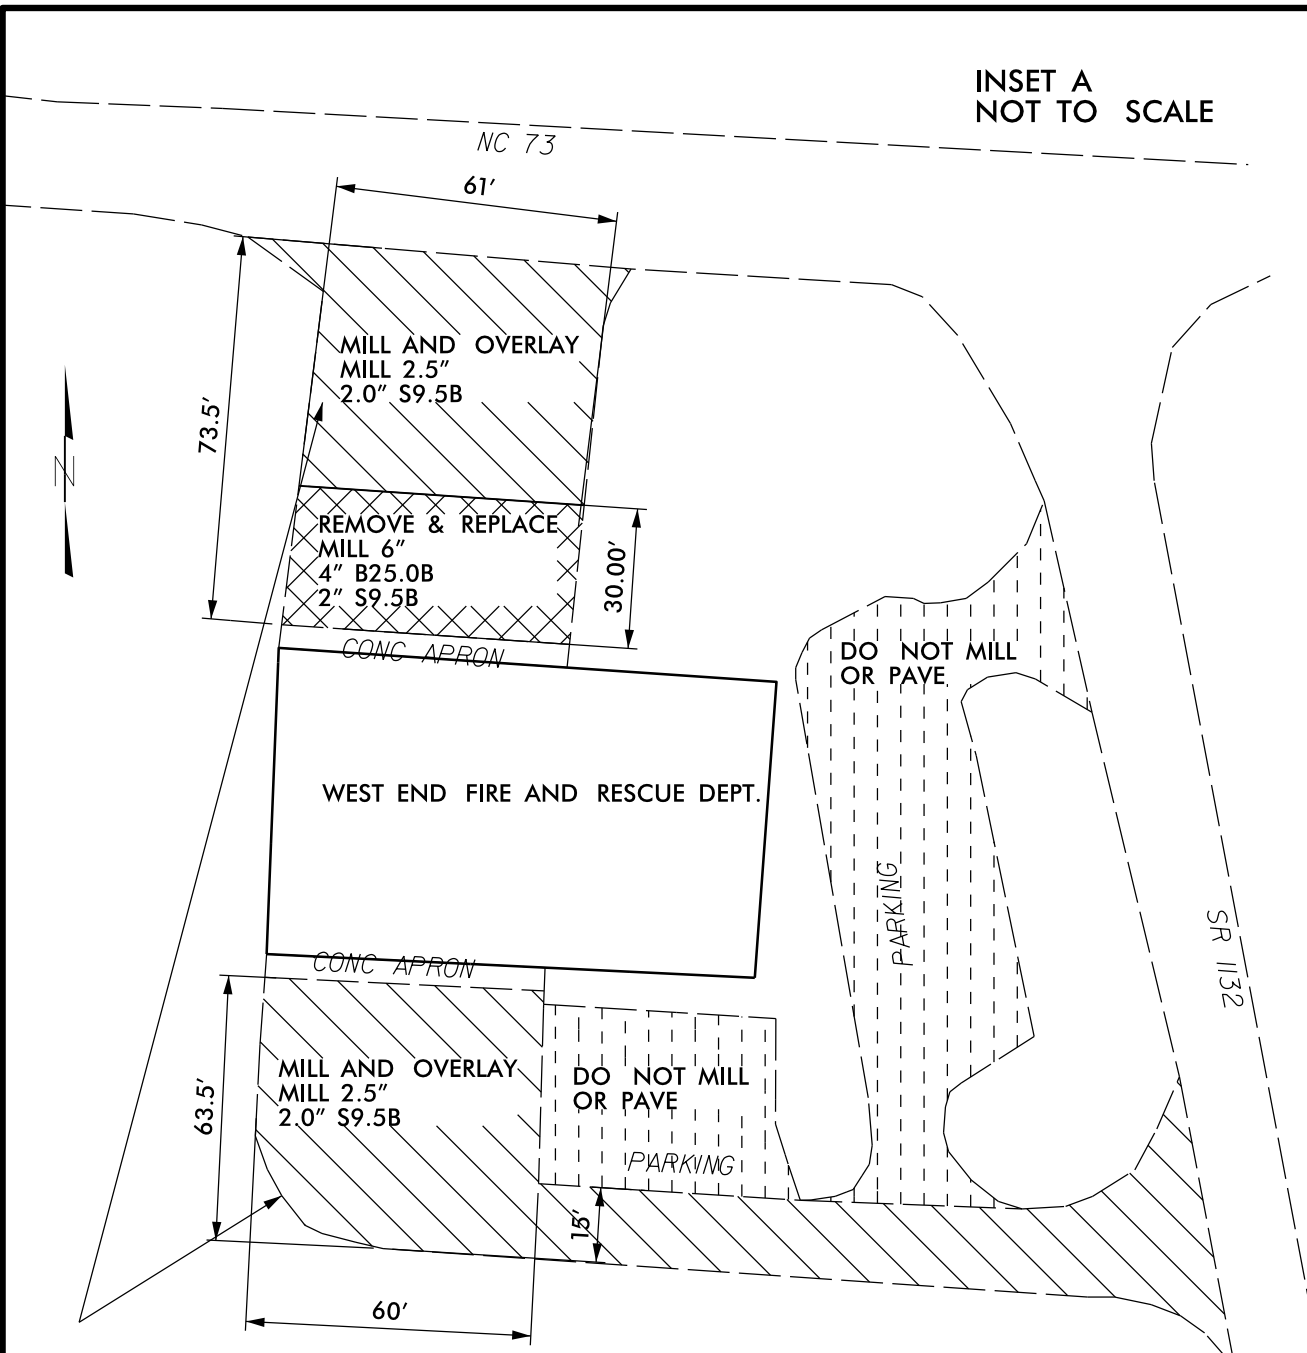 INSET A
NOT TO SCALE
NC 73
61'
MILL AND OVERLAY
MILL 2.5"
2.0" S9.5B
73.5'
N
REMOVE & REPLACE
MILL 6"
4" B25.0B
2" S9.5B
30.00'
CONC APRON
DO NOT MILL
OR PAVE
WEST END FIRE AND RESCUE DEPT.
PARKING
SR 1132
CONC APRON
MILL AND OVERLAY
MILL 2.5"
2.0" S9.5B
63.5'
DO NOT MILL
OR PAVE
PARKING
15'
60'